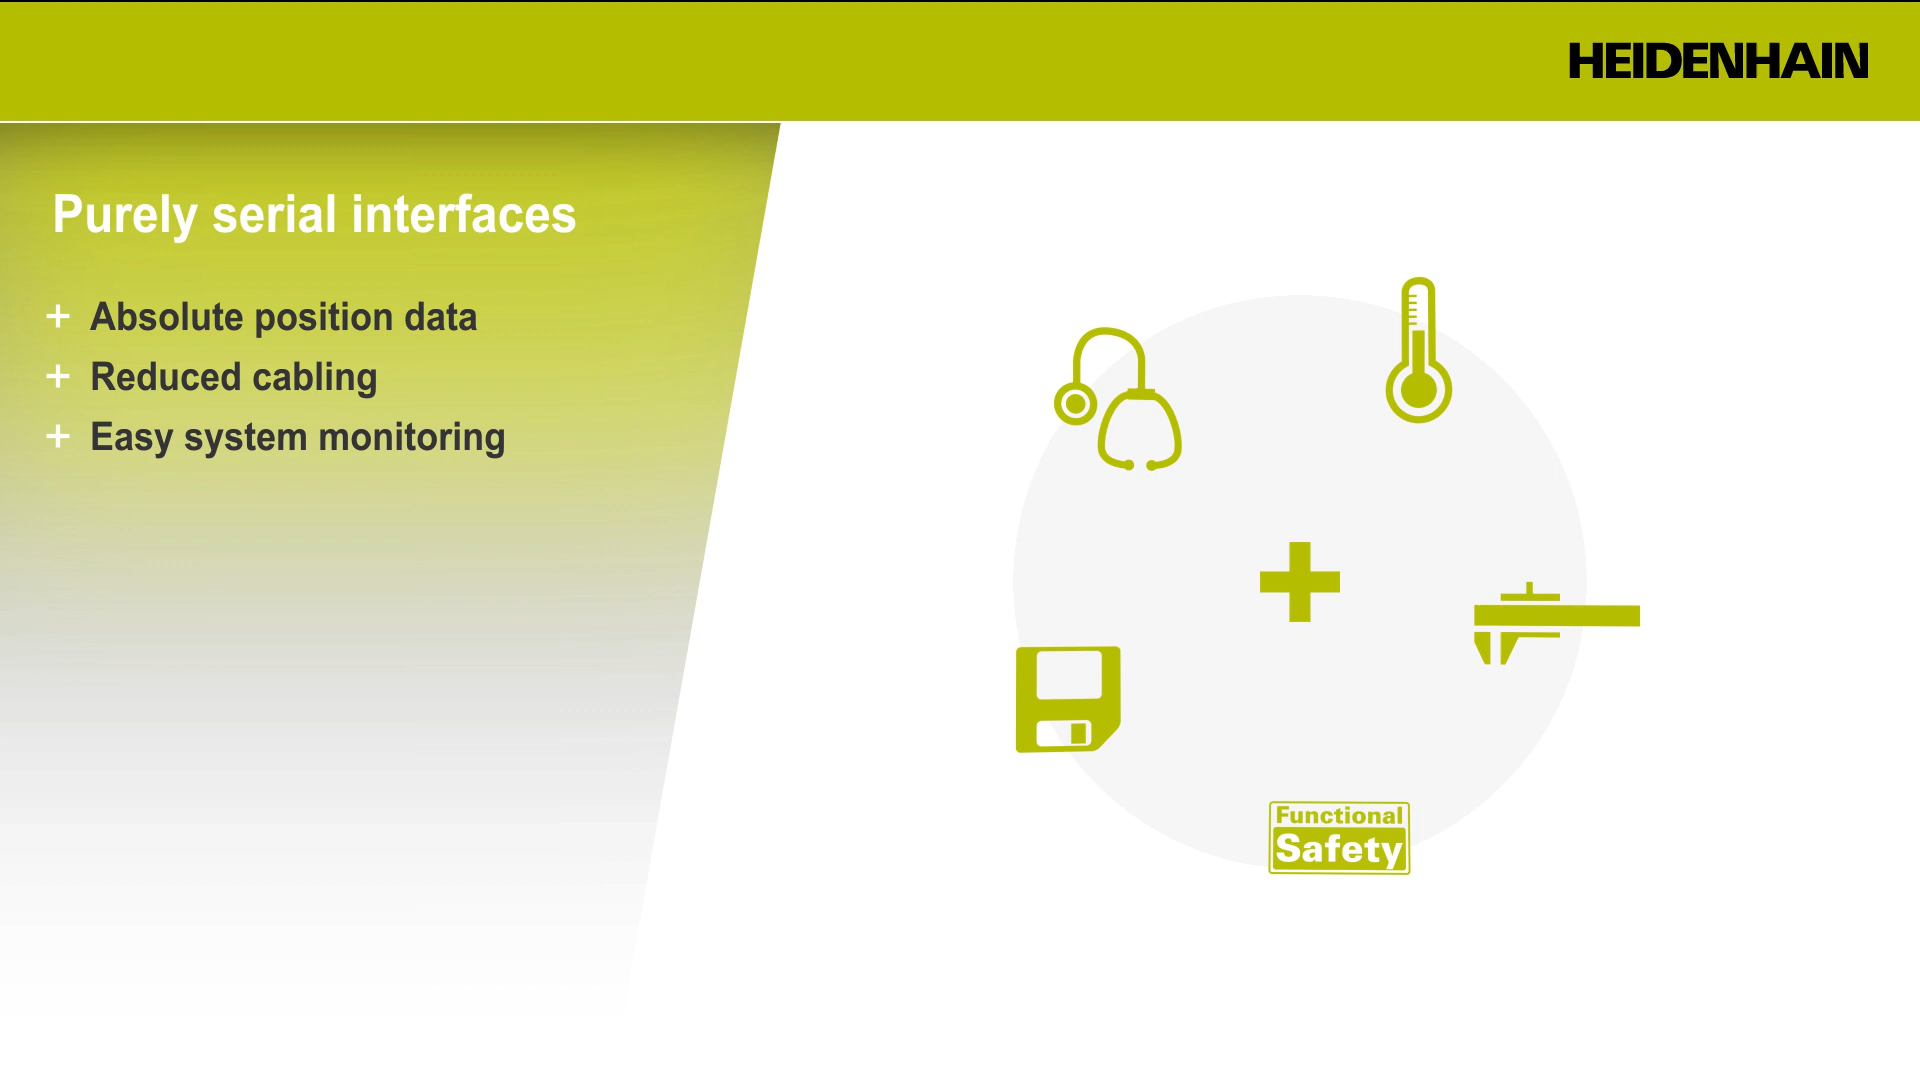 HEIDENHAIN
Purely serial interfaces
+ Absolute position data
+ Reduced cabling
+ Easy system monitoring
Functional
Safety